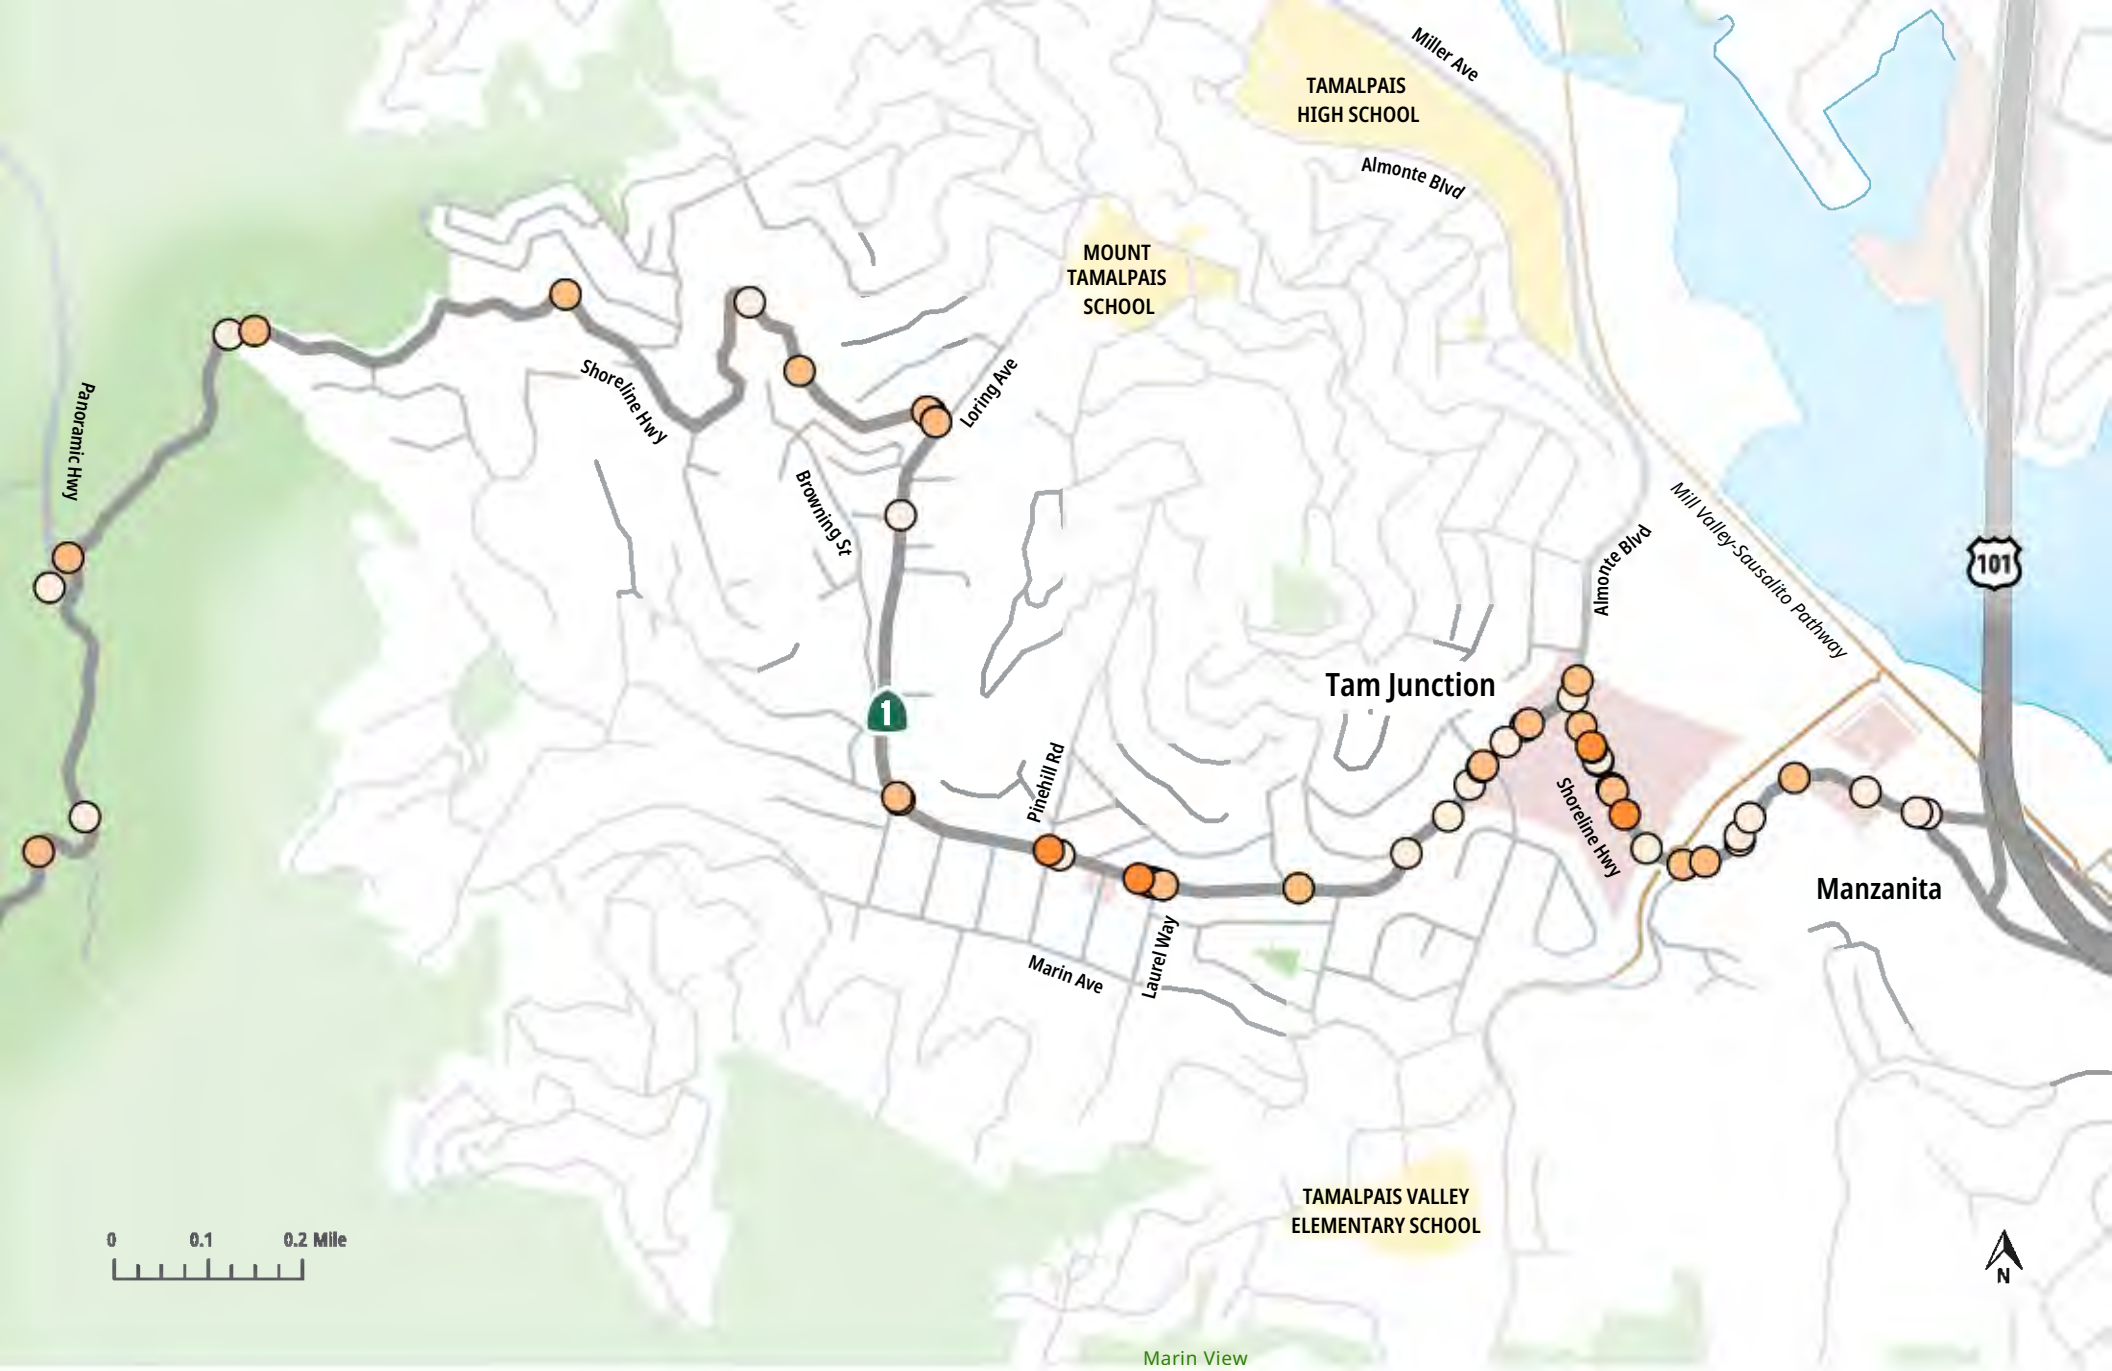 Miller Ave
TAMALPAIS
HIGH SCHOOL
Almonte Blvd
MOUNT
TAMALPAIS
SCHOOL
Panoramic Hwy
Shoreline Hwy
Loring Ave
Browning St
Mill Valley-Sausalito Pathway
Almonte Blvd
101
Tam Junction
1
Pinehill Rd
Shoreline Hwy
Manzanita
Laurel Way
Marin Ave
TAMALPAIS VALLEY
ELEMENTARY SCHOOL
0 0.1 0.2 Mile
N
Marin View